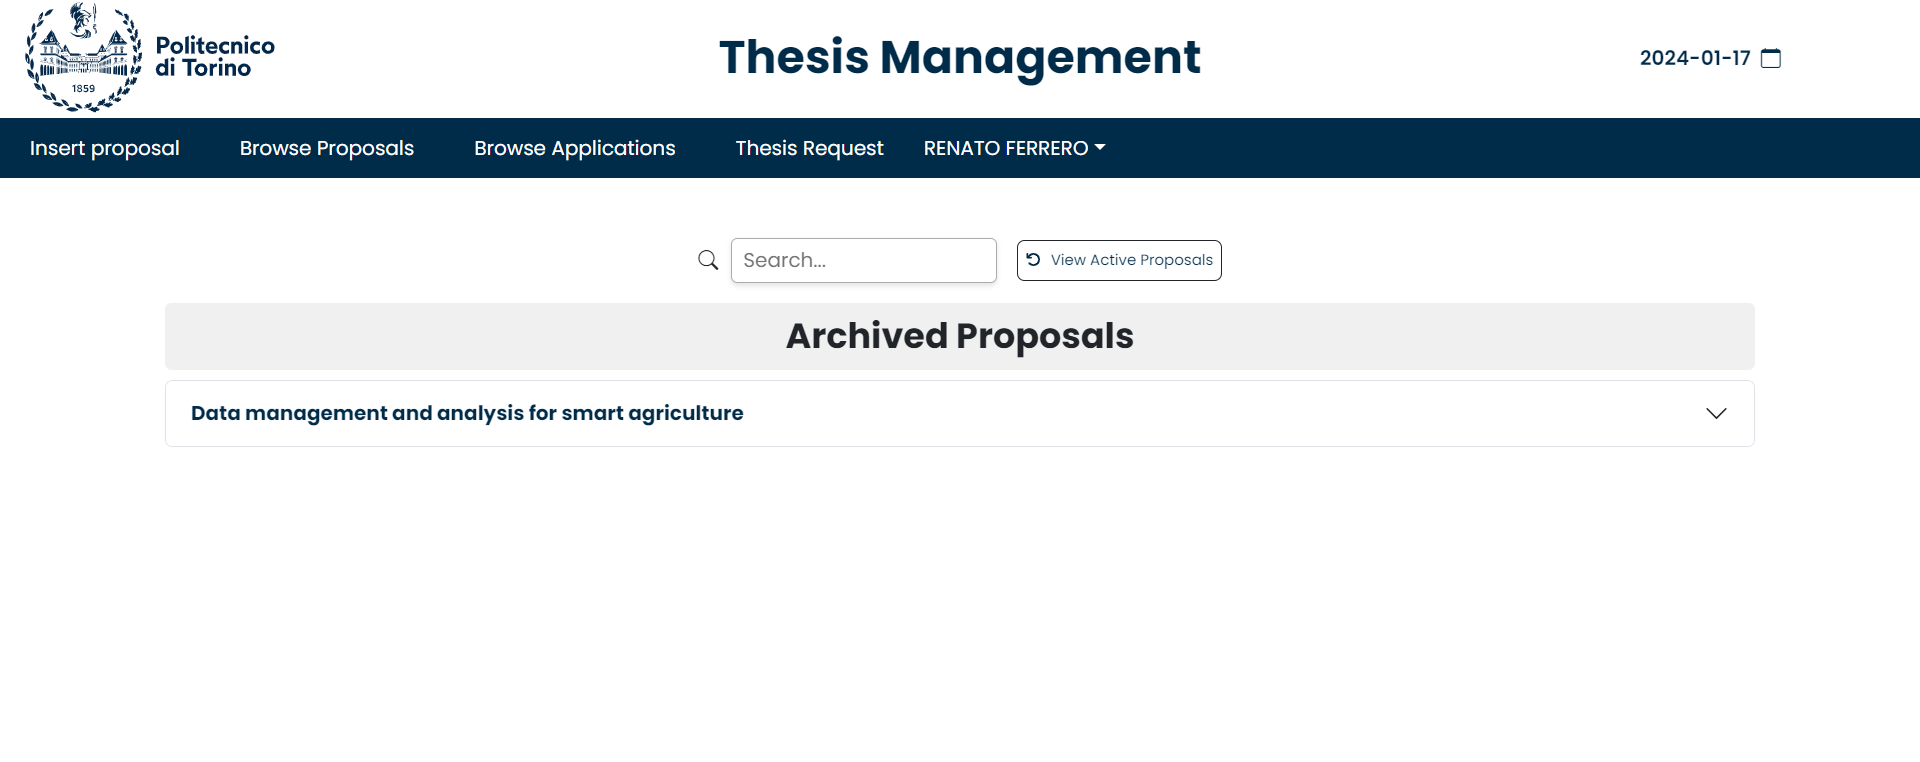 Politecnico
di Torino
1859
Thesis Management
2024-01-17
Insert proposal
Browse Proposals
Browse Applications
Thesis Request
RENATO FERRERO
Search...
View Active Proposals
Archived Proposals
Data management and analysis for smart agriculture